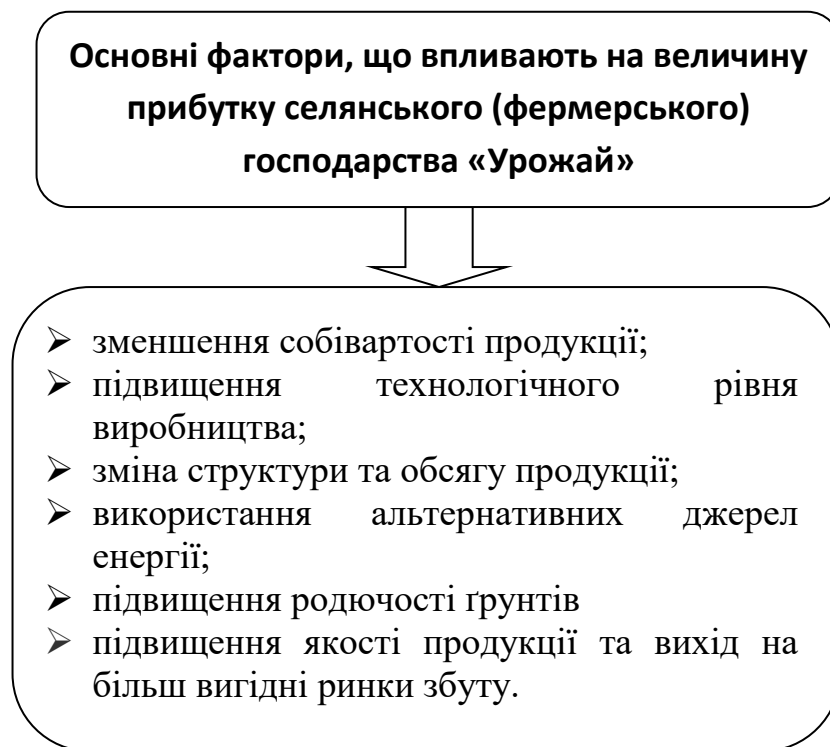 Основні фактори, що впливають на величину
прибутку селянського (фермерського)
господарства «Урожай»
➢ зменшення собівартості продукції;
➢ підвищення технологічного рівня
виробництва;
➢ зміна структури та обсягу продукції;
➢ використання альтернативних джерел
енергії;
➢ підвищення родючості ґрунтів
➢ підвищення якості продукції та вихід на
більш вигідні ринки збуту.